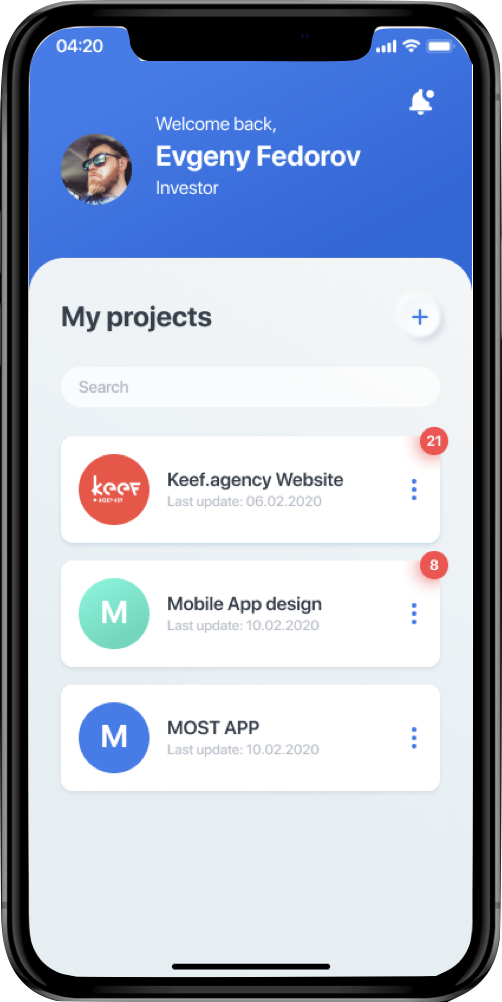 04:20
Welcome back,
Evgeny Fedorov
Investor
My projects
Search
21
keef
Keef.agency Website
Last update: 06.02.2020
8
M
Mobile App design
Last update: 10.02.2020
M
MOST APP
Last update: 10.02.2020